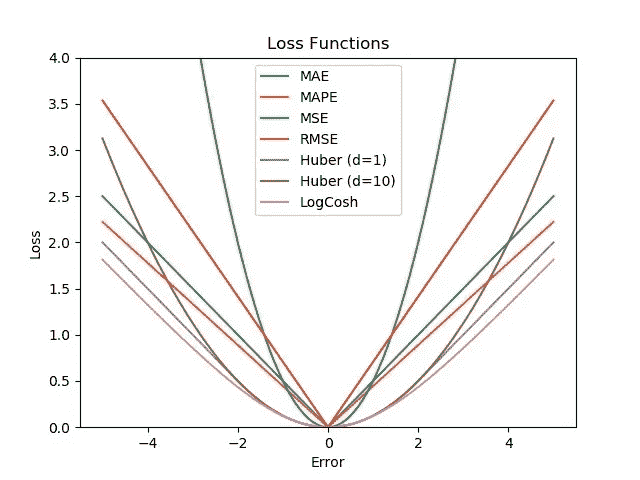 Loss Functions
4.0
3.5
3.0
2.5
2.0
1.5
1.0
0.5
0.0
Loss
MAE
MAPE
MSE
RMSE
Huber (d=1)
Huber (d=10)
LogCosh
−4 −2 0 2 4
Error